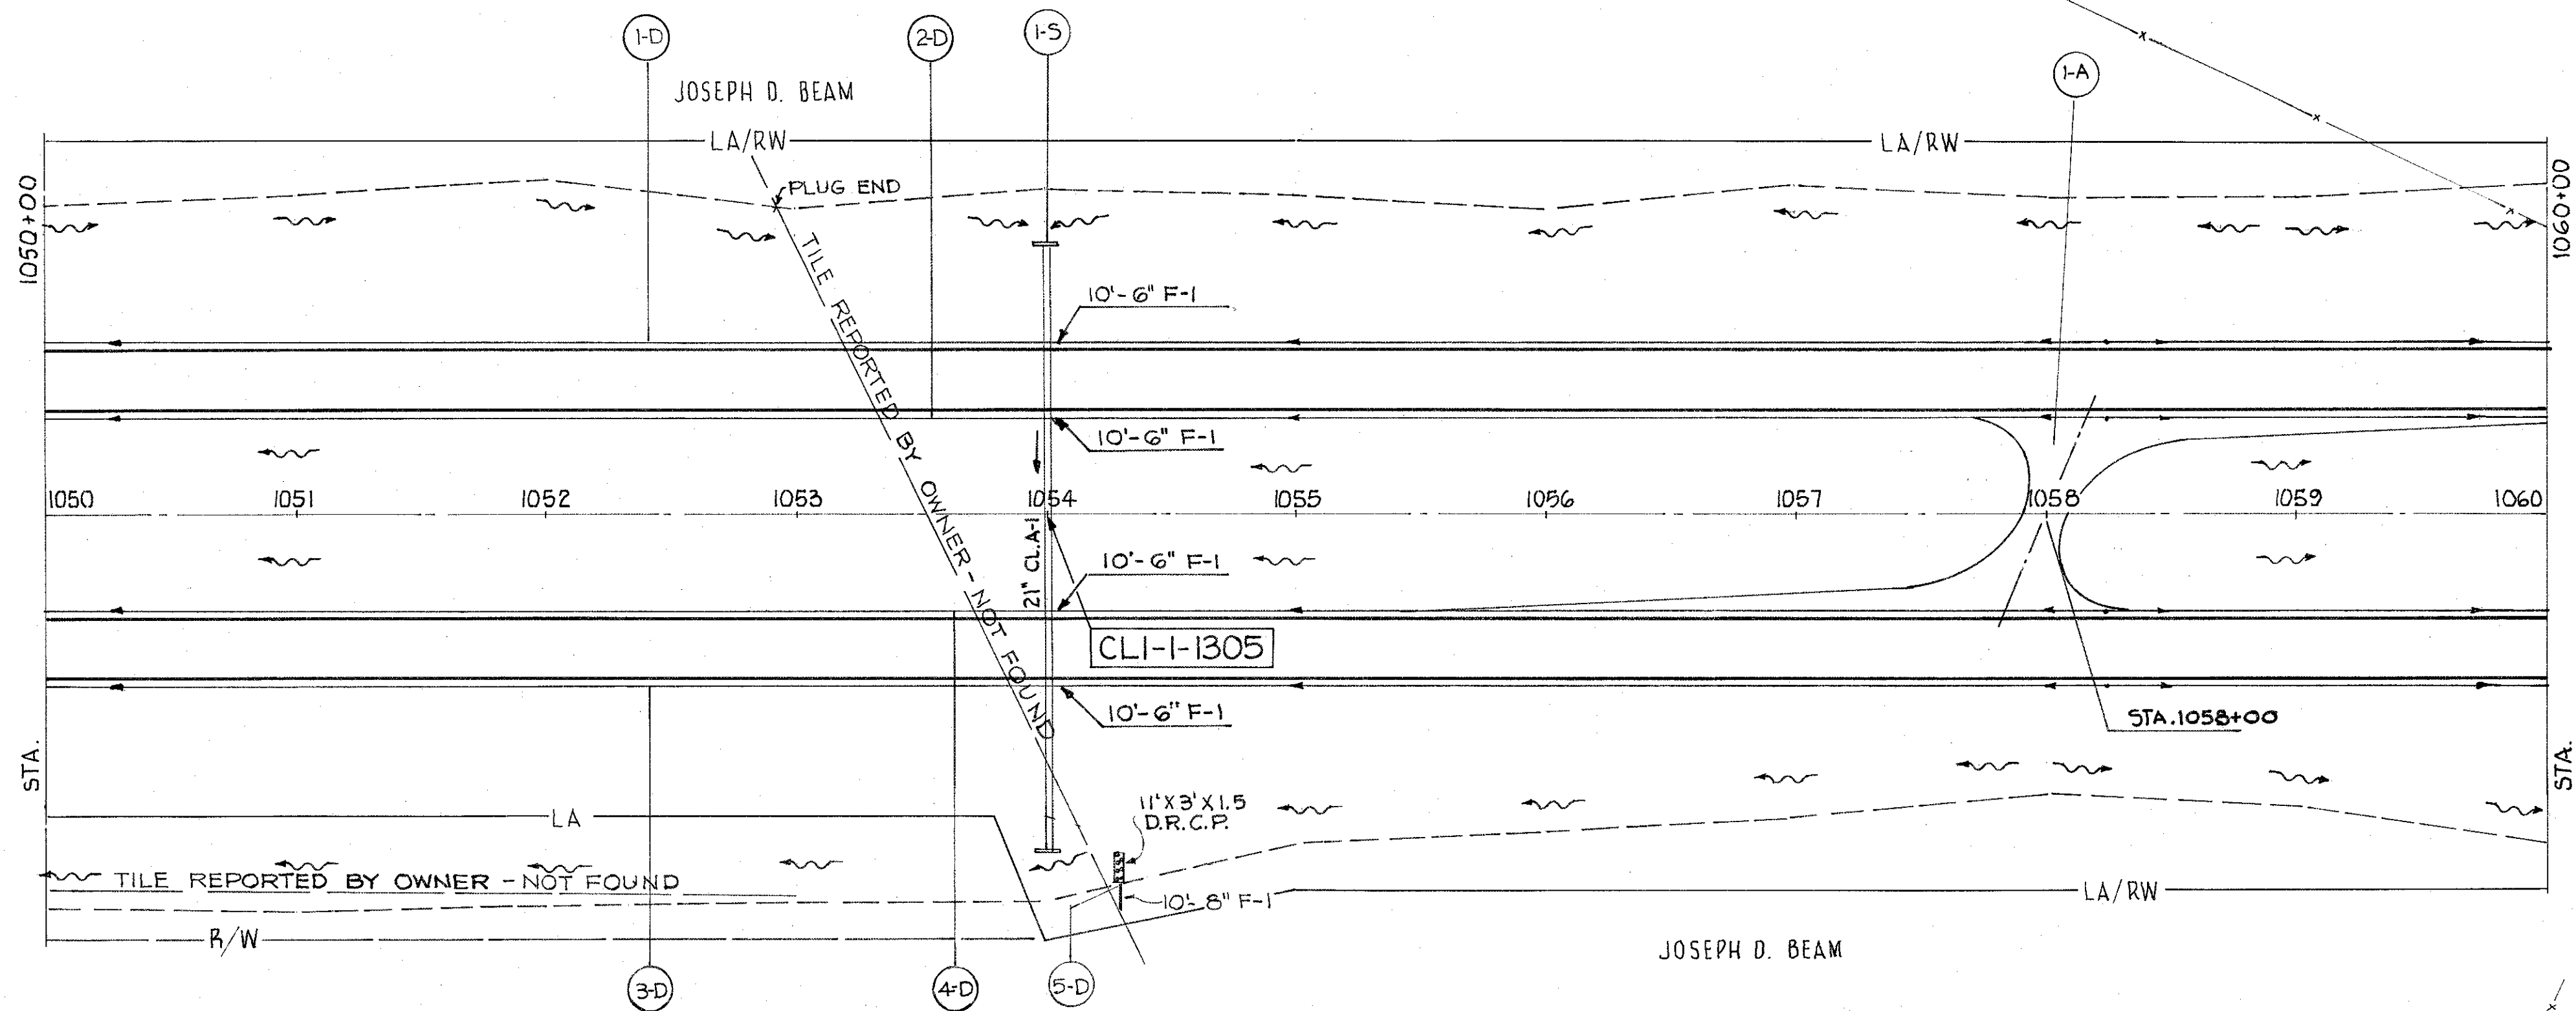 1-D
2-D
1-S
1-A
JOSEPH D. BEAM
LA/RW
LA/RW
1050+00
1060+00
PLUG END
TILE REPORTED BY OWNER - NOT FOUND
10'-6" F-1
10'-6" F-1
1050
1051
1052
1053
1054
1055
1056
1057
1058
1059
1060
21" CL.A-1
10'-6" F-1
CLI-1-1305
10'-6" F-1
STA.1058+00
STA.
STA.
LA
11'X3'X1.5
D.R.C.P.
TILE REPORTED BY OWNER - NOT FOUND
10'-8" F-1
LA/RW
R/W
JOSEPH D. BEAM
3-D
4-D
5-D